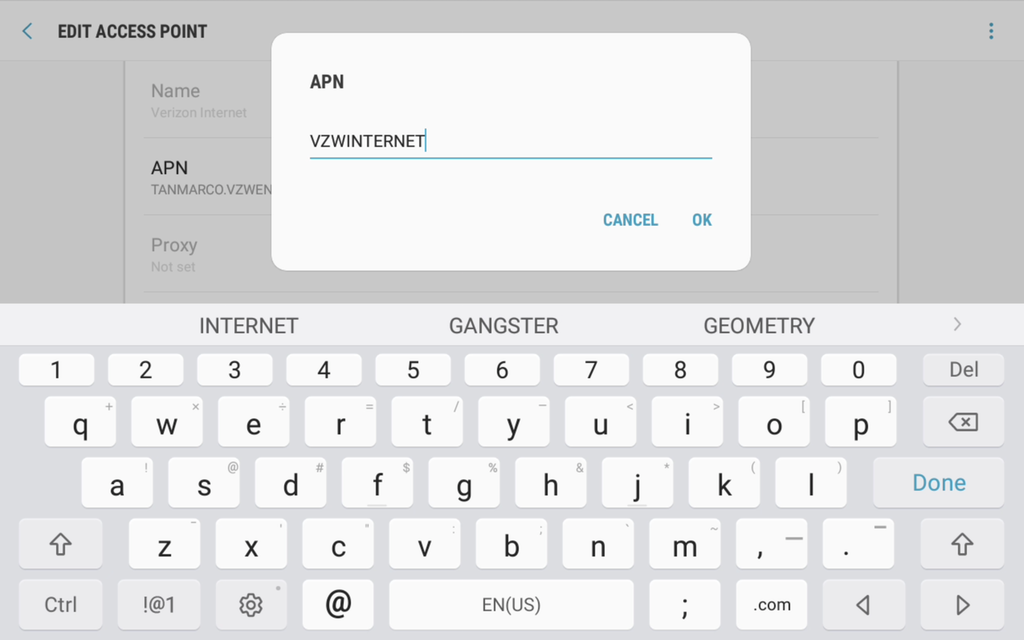 EDIT ACCESS POINT
Name
Verizon Internet
APN
TANMARCO.VZWEN
Proxy
Not set
APN
VZWINTERNET
CANCEL OK
INTERNET GANGSTER GEOMETRY
1 2 3 4 5 6 7 8 9 0 Del
q + w × e ÷ r = t / y – u < i > o [ p ]
a ! s @ d # f $ g % h & j * k ( l ) Done
z x c v : b ; n m ~ , — . –
Ctrl !@1 @ EN(US) ; .com